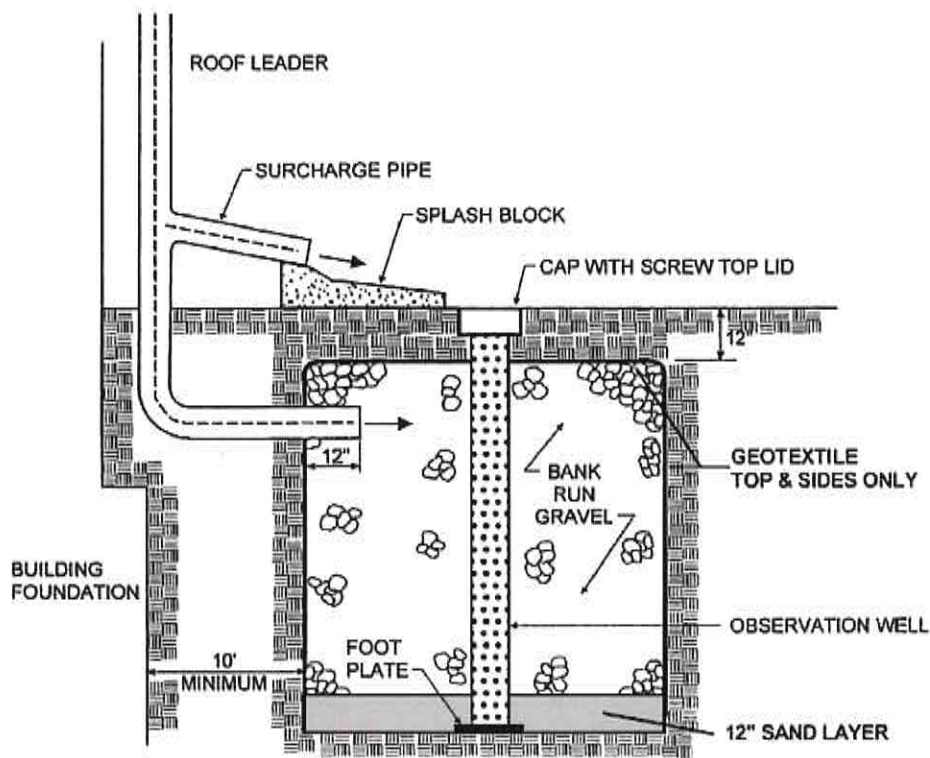 ROOF LEADER
SURCHARGE PIPE
SPLASH BLOCK
CAP WITH SCREW TOP LID
12"
12"
GEOTEXTILE
TOP & SIDES ONLY
BANK
RUN
GRAVEL
BUILDING
FOUNDATION
OBSERVATION WELL
FOOT
PLATE
10'
MINIMUM
12" SAND LAYER